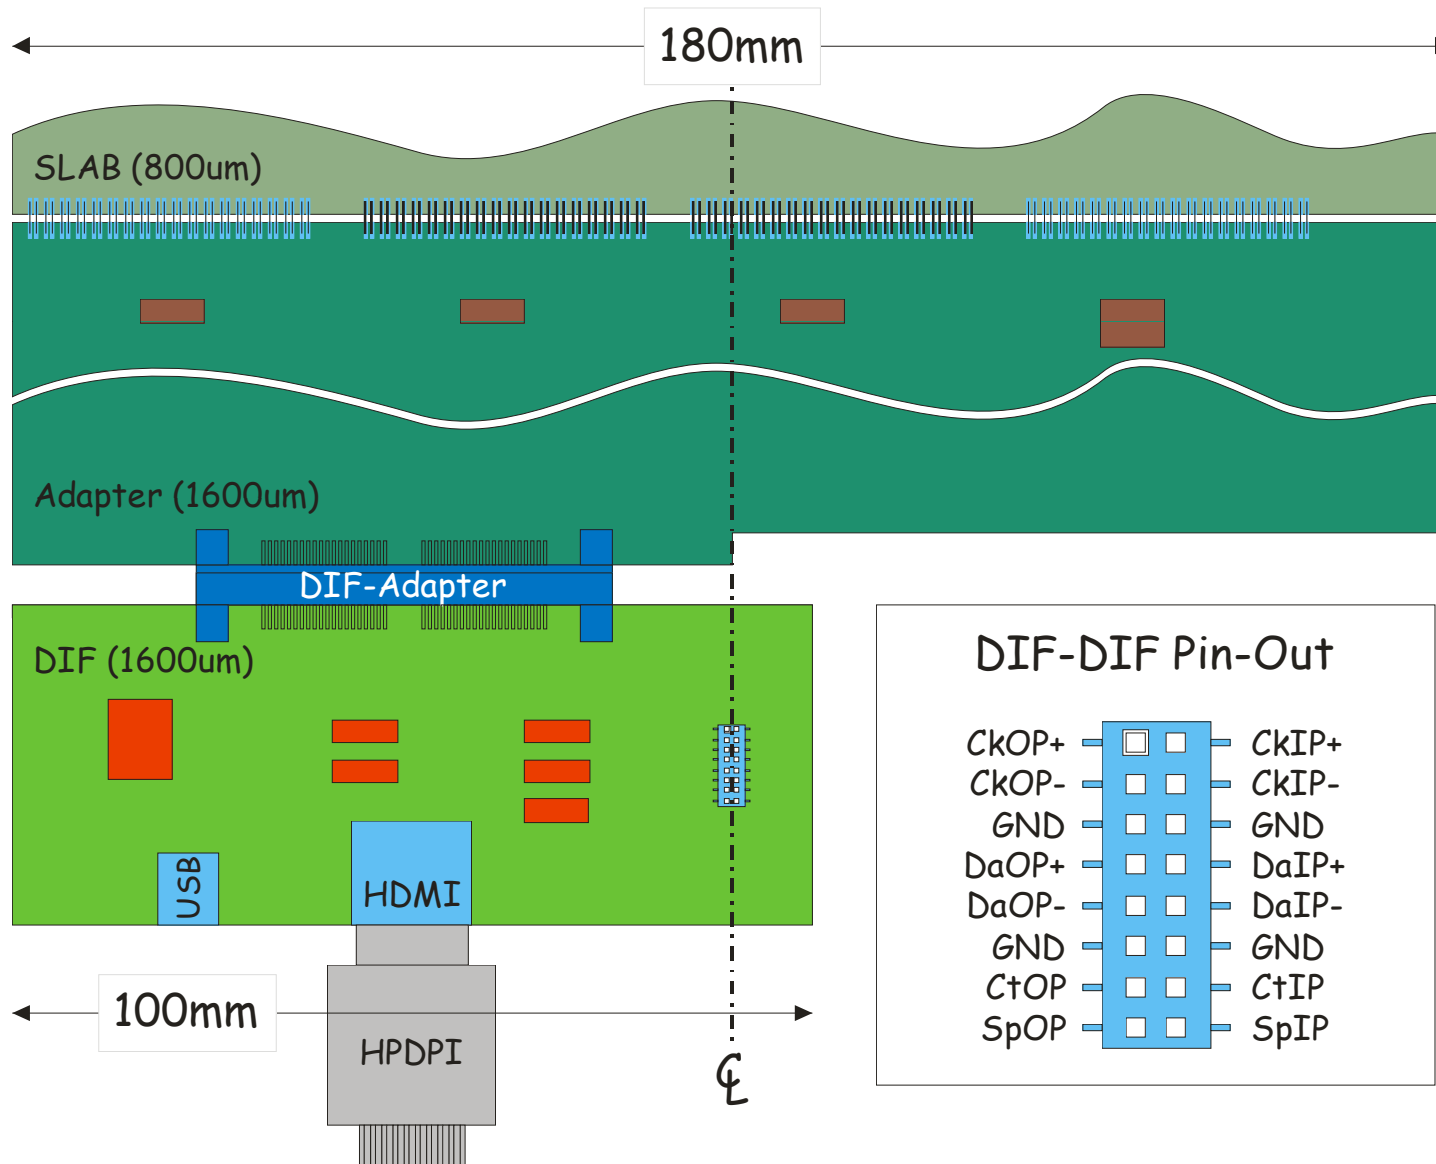 180mm
SLAB (800um)
Adapter (1600um)
DIF-Adapter
DIF (1600um)
USB
HDMI
100mm
HPDPI
℄
DIF-DIF Pin-Out
CkOP+ CkIP+
CkOP- CkIP-
GND GND
DaOP+ DaIP+
DaOP- DaIP-
GND GND
CtOP CtIP
SpOP SpIP